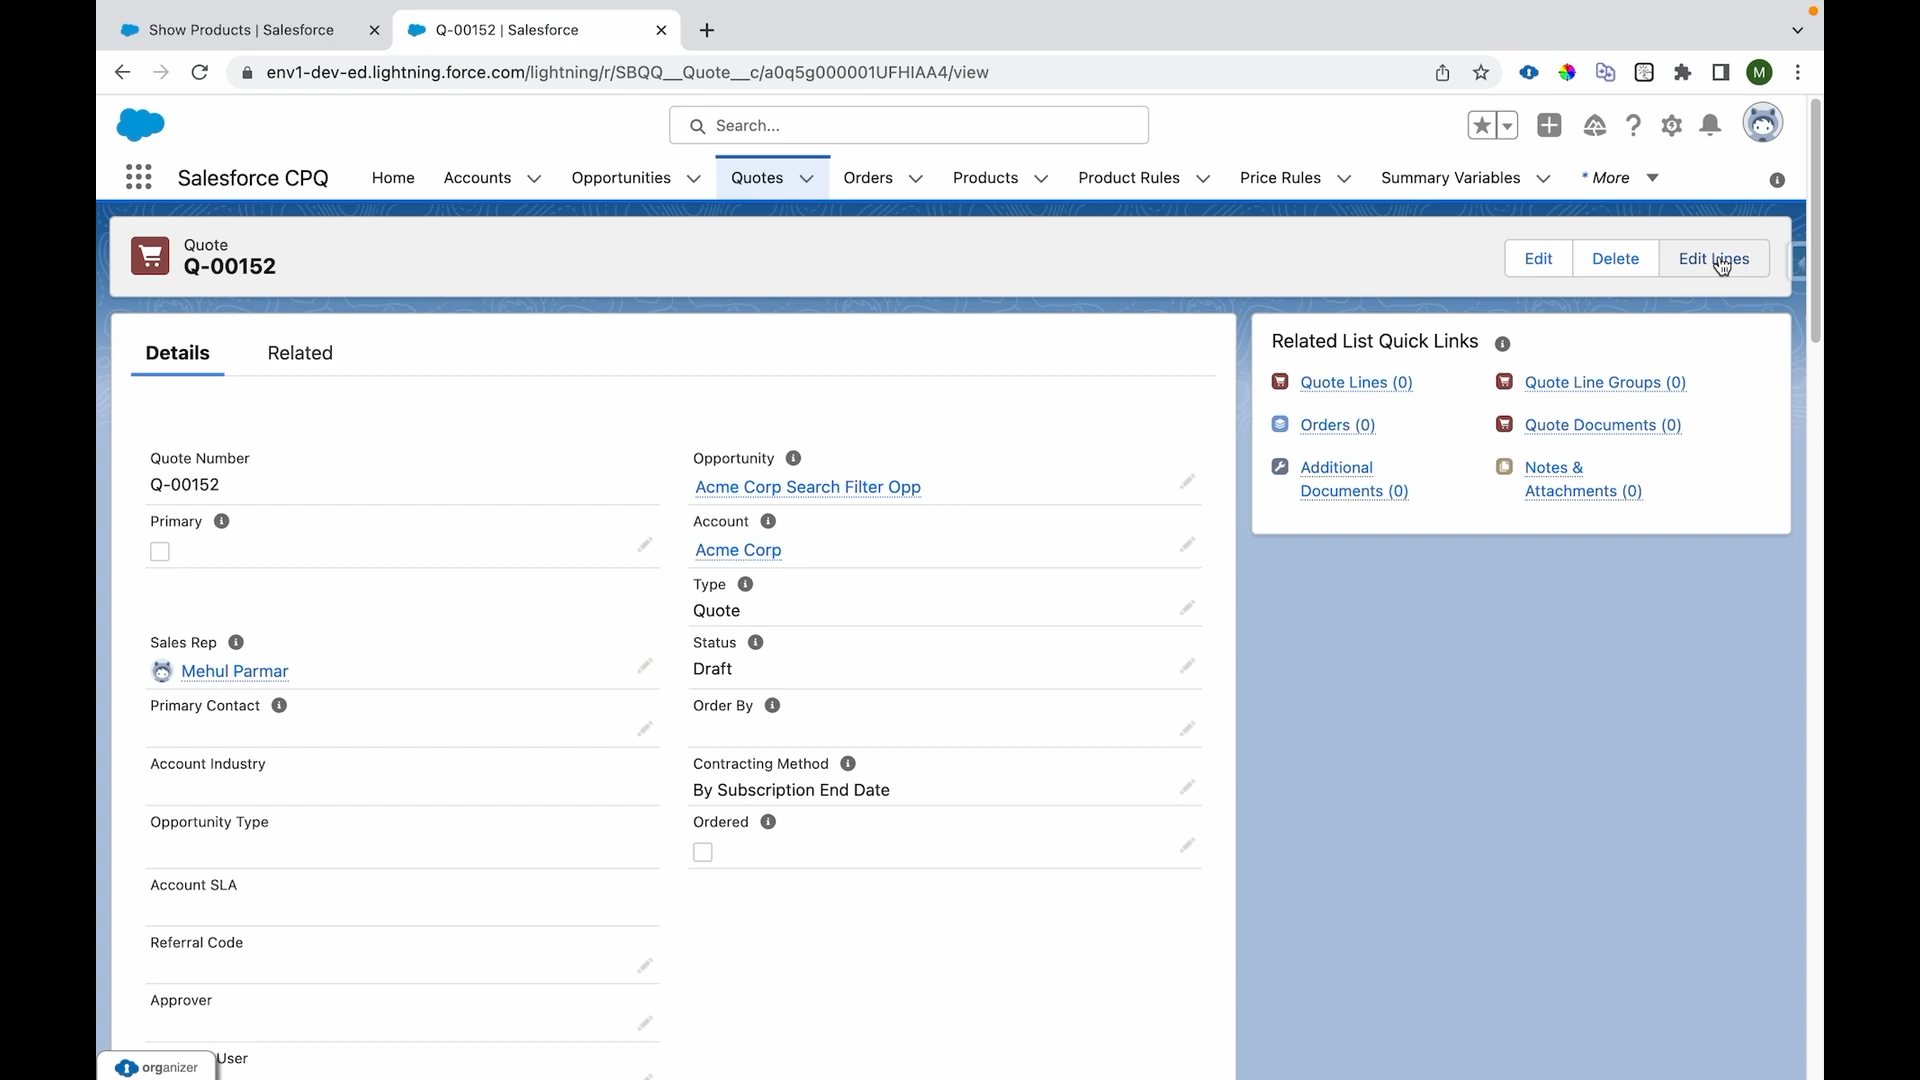 Show Products | Salesforce
Q-00152 | Salesforce
env1-dev-ed.lightning.force.com/lightning/r/SBQQ__Quote__c/a0q5g000001UFHIAA4/view
M
Search...
Salesforce CPQ
Home
Accounts
Opportunities
Quotes
Orders
Products
Product Rules
Price Rules
Summary Variables
* More
Quote
Q-00152
Edit
Delete
Edit Lines
Details
Related
Related List Quick Links
Quote Lines (0)
Quote Line Groups (0)
Orders (0)
Quote Documents (0)
Additional
Documents (0)
Notes &
Attachments (0)
Quote Number
Q-00152
Opportunity
Acme Corp Search Filter Opp
Primary
Account
Acme Corp
Type
Quote
Sales Rep
Mehul Parmar
Status
Draft
Primary Contact
Order By
Account Industry
Contracting Method
By Subscription End Date
Opportunity Type
Ordered
Account SLA
Referral Code
Approver
User
organizer